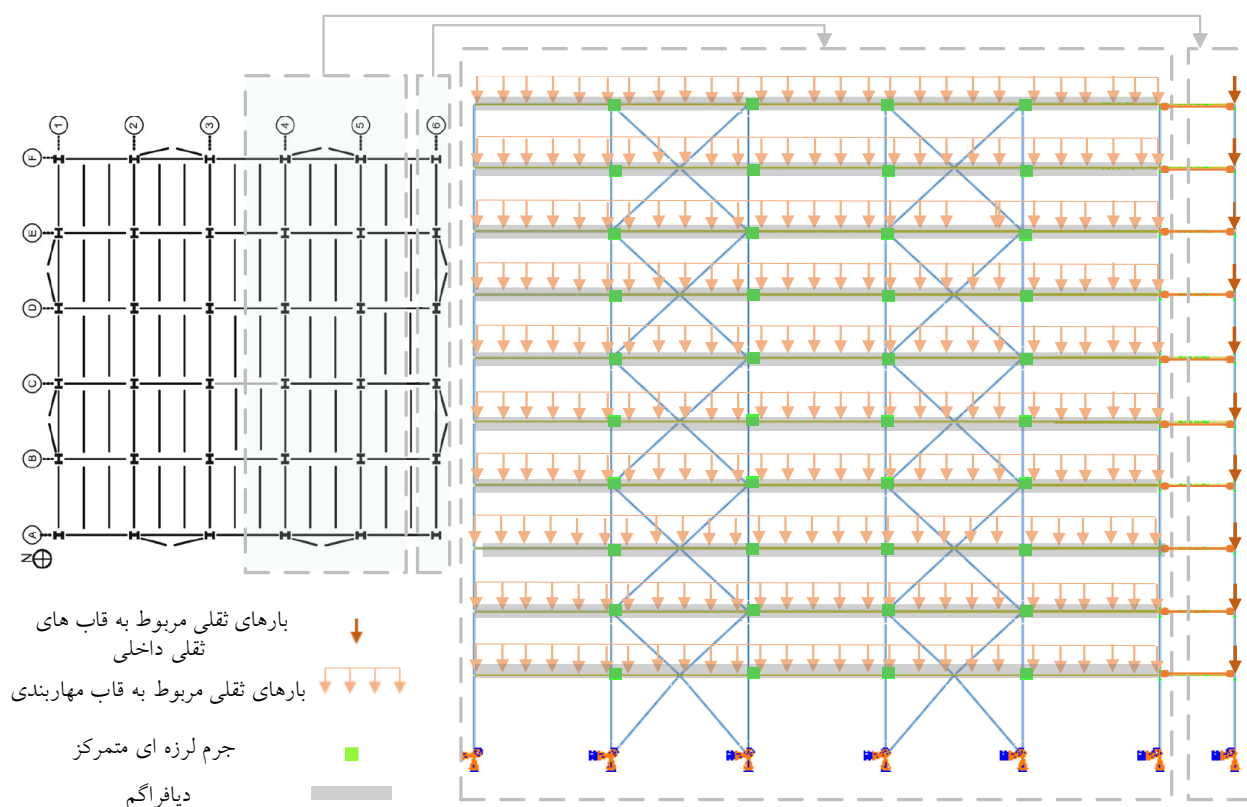 1
2
3
4
5
6
F
E
D
C
B
A
N
بارهای ثقلی مربوط به قاب های
ثقلی داخلی
بارهای ثقلی مربوط به قاب مهاربندی
جرم لرزه ای متمرکز
دیافراگم